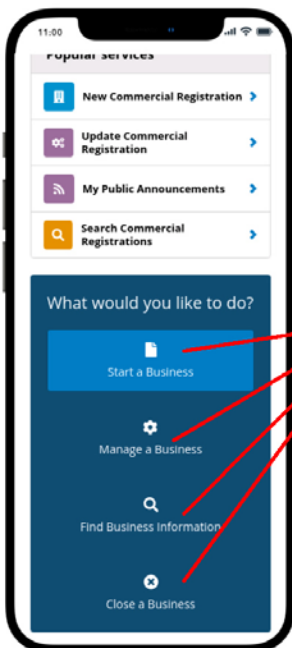 11:00
Popular services
New Commercial Registration
Update Commercial
Registration
My Public Announcements
Search Commercial
Registrations
What would you like to do?
Start a Business
Manage a Business
Find Business Information
Close a Business